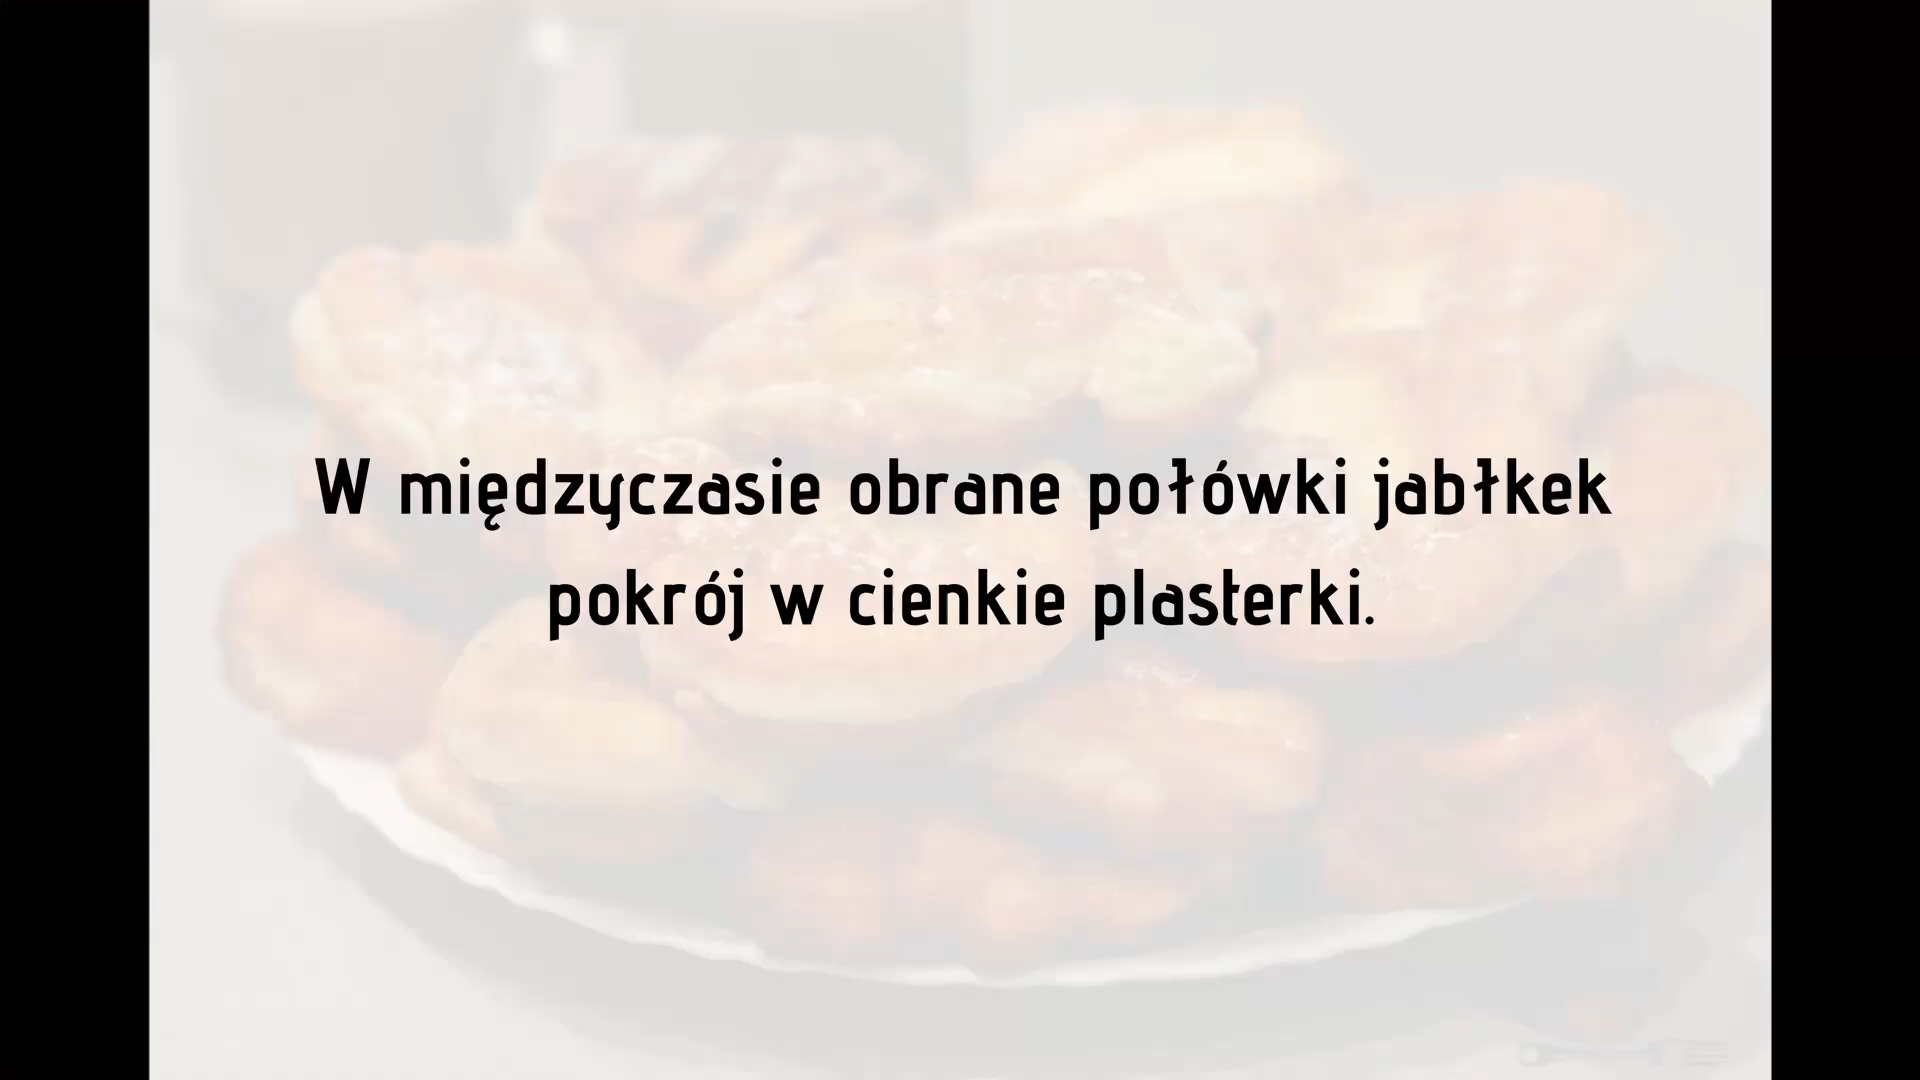 W międzyczasie obrane połówki jabłkek
pokrój w cienkie plasterki.